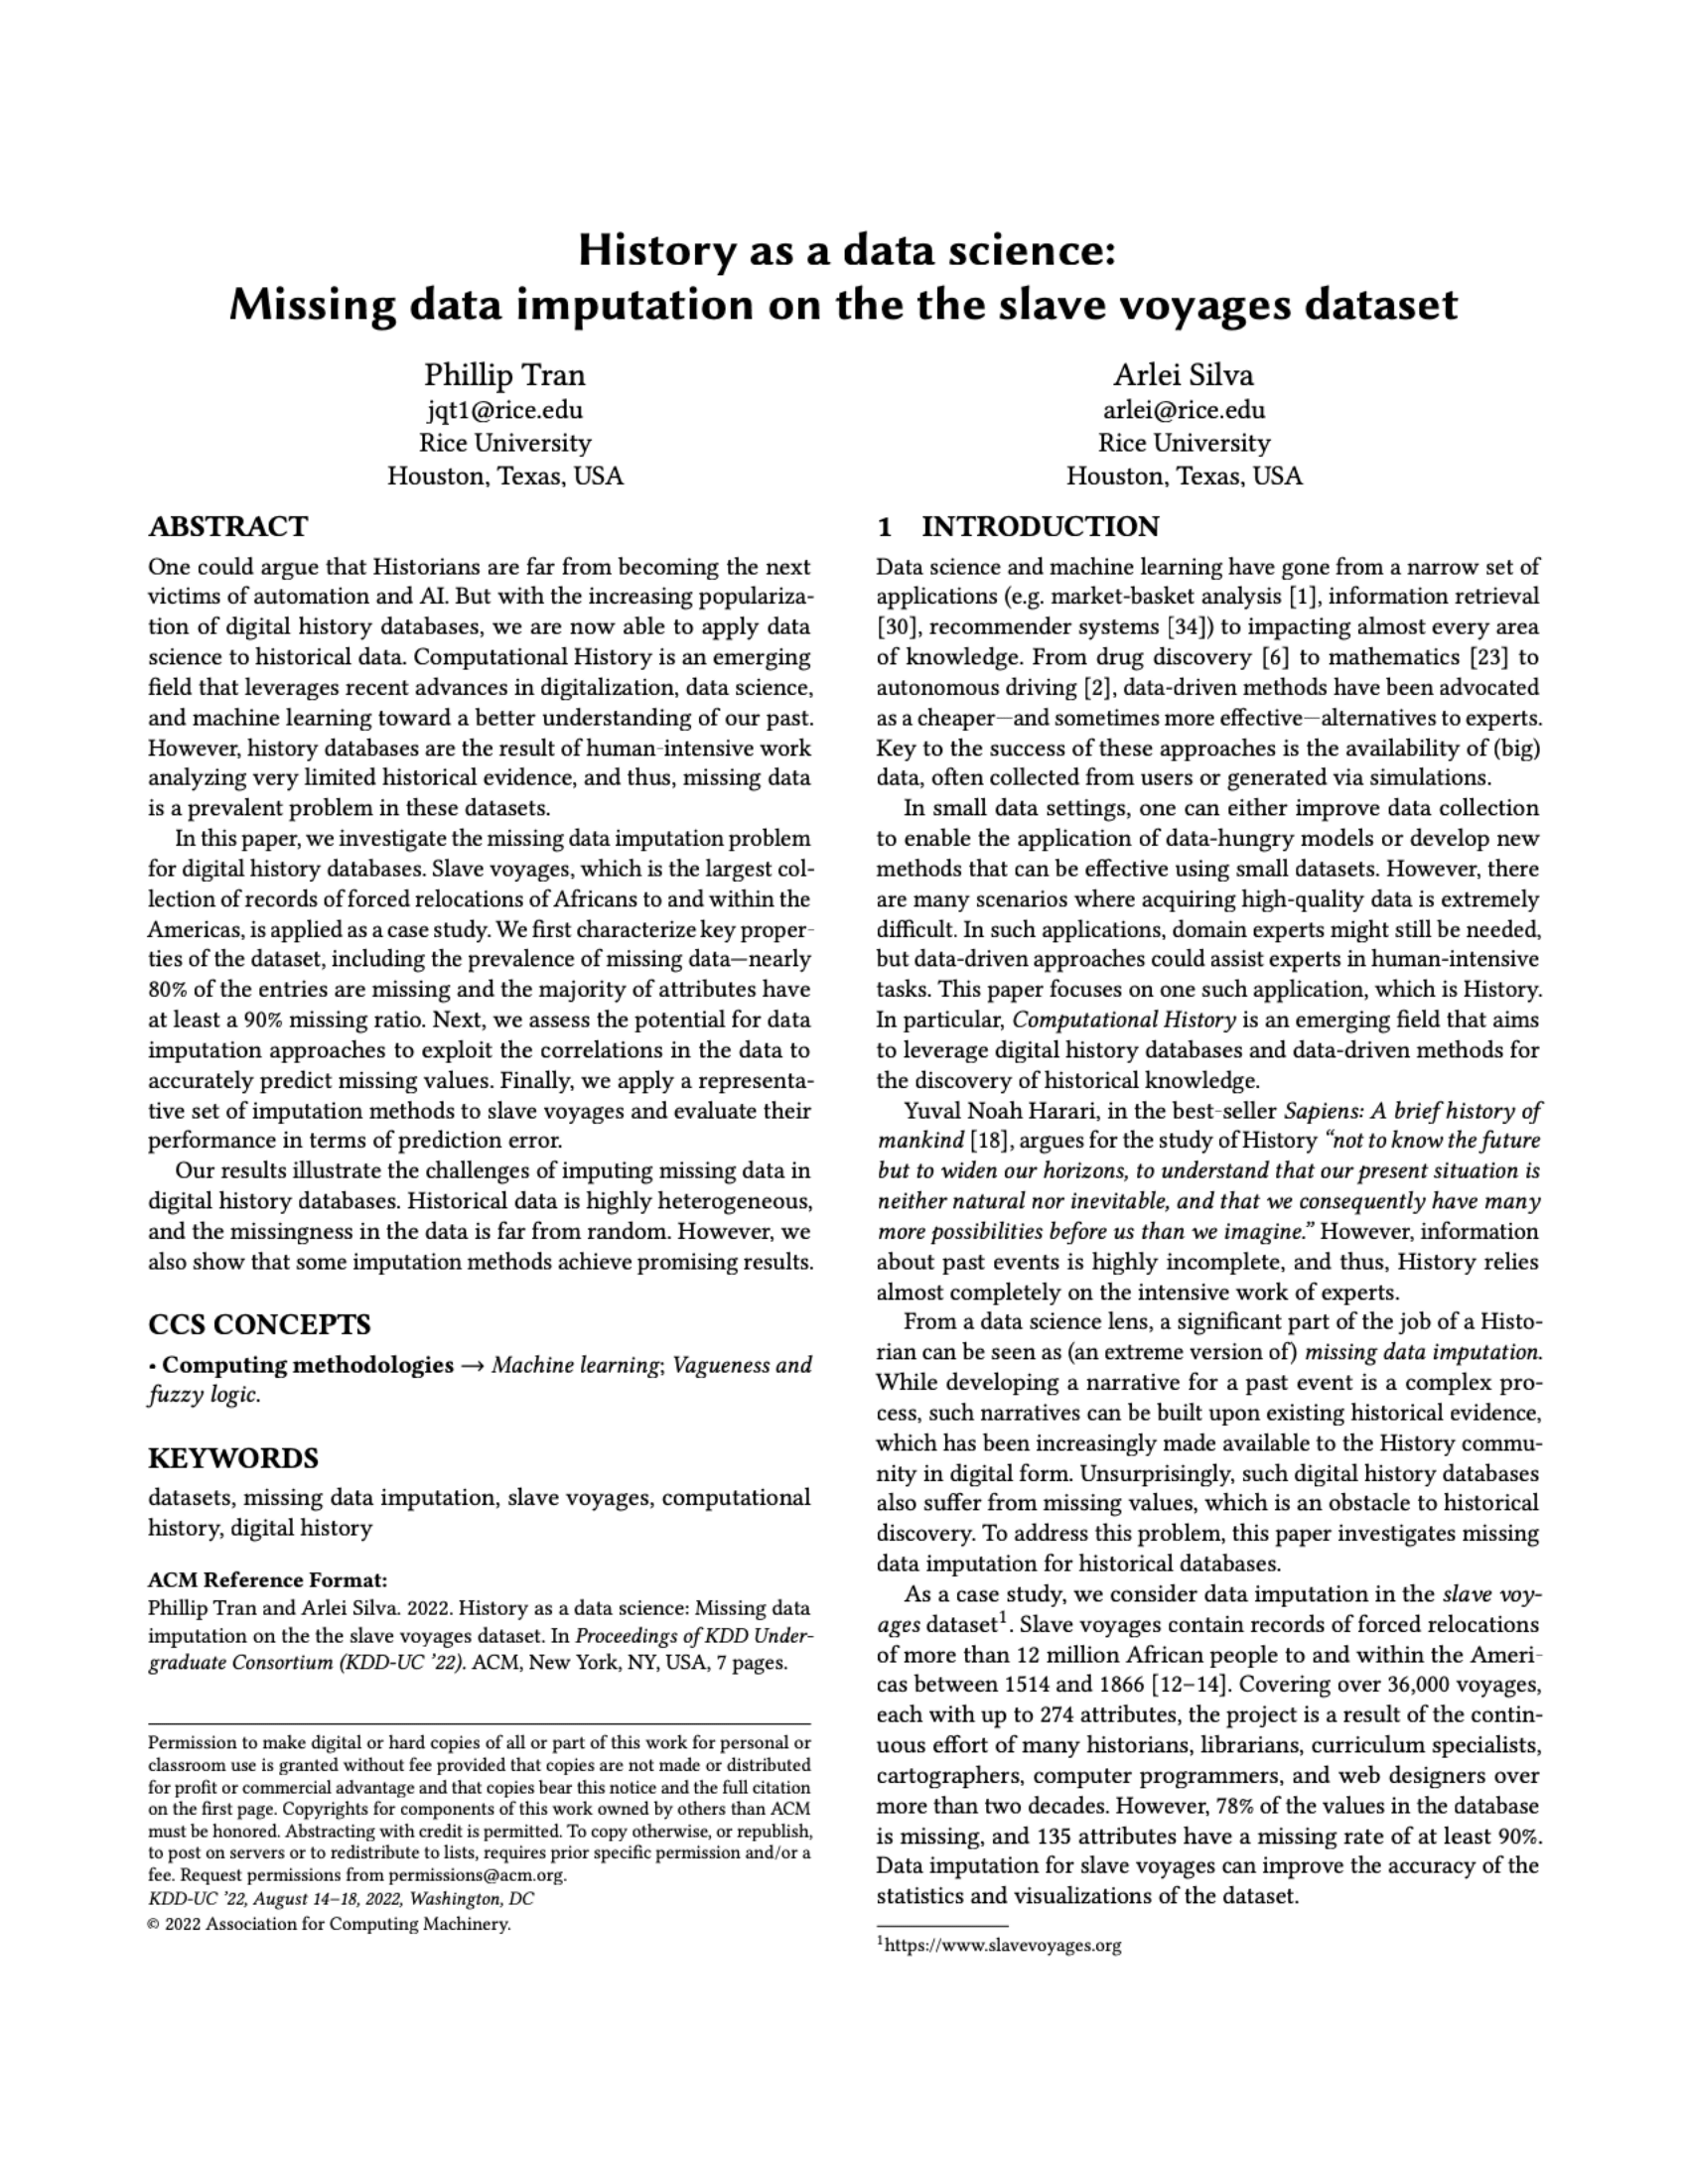 History as a data science:
Missing data imputation on the the slave voyages dataset
Phillip Tran
jqt1@rice.edu
Rice University
Houston, Texas, USA
Arlei Silva
arlei@rice.edu
Rice University
Houston, Texas, USA
ABSTRACT
One could argue that Historians are far from becoming the next
victims of automation and AI. But with the increasing populariza-
tion of digital history databases, we are now able to apply data
science to historical data. Computational History is an emerging
field that leverages recent advances in digitalization, data science,
and machine learning toward a better understanding of our past.
However, history databases are the result of human-intensive work
analyzing very limited historical evidence, and thus, missing data
is a prevalent problem in these datasets.
In this paper, we investigate the missing data imputation problem
for digital history databases. Slave voyages, which is the largest col-
lection of records of forced relocations of Africans to and within the
Americas, is applied as a case study. We first characterize key proper-
ties of the dataset, including the prevalence of missing data—nearly
80% of the entries are missing and the majority of attributes have
at least a 90% missing ratio. Next, we assess the potential for data
imputation approaches to exploit the correlations in the data to
accurately predict missing values. Finally, we apply a representa-
tive set of imputation methods to slave voyages and evaluate their
performance in terms of prediction error.
Our results illustrate the challenges of imputing missing data in
digital history databases. Historical data is highly heterogeneous,
and the missingness in the data is far from random. However, we
also show that some imputation methods achieve promising results.
CCS CONCEPTS
• Computing methodologies → Machine learning; Vagueness and
fuzzy logic.
KEYWORDS
datasets, missing data imputation, slave voyages, computational
history, digital history
ACM Reference Format:
Phillip Tran and Arlei Silva. 2022. History as a data science: Missing data
imputation on the the slave voyages dataset. In Proceedings of KDD Under-
graduate Consortium (KDD-UC '22). ACM, New York, NY, USA, 7 pages.
Permission to make digital or hard copies of all or part of this work for personal or
classroom use is granted without fee provided that copies are not made or distributed
for profit or commercial advantage and that copies bear this notice and the full citation
on the first page. Copyrights for components of this work owned by others than ACM
must be honored. Abstracting with credit is permitted. To copy otherwise, or republish,
to post on servers or to redistribute to lists, requires prior specific permission and/or a
fee. Request permissions from permissions@acm.org.
KDD-UC '22, August 14–18, 2022, Washington, DC
© 2022 Association for Computing Machinery.
1 INTRODUCTION
Data science and machine learning have gone from a narrow set of
applications (e.g. market-basket analysis [1], information retrieval
[30], recommender systems [34]) to impacting almost every area
of knowledge. From drug discovery [6] to mathematics [23] to
autonomous driving [2], data-driven methods have been advocated
as a cheaper—and sometimes more effective—alternatives to experts.
Key to the success of these approaches is the availability of (big)
data, often collected from users or generated via simulations.
In small data settings, one can either improve data collection
to enable the application of data-hungry models or develop new
methods that can be effective using small datasets. However, there
are many scenarios where acquiring high-quality data is extremely
difficult. In such applications, domain experts might still be needed,
but data-driven approaches could assist experts in human-intensive
tasks. This paper focuses on one such application, which is History.
In particular, Computational History is an emerging field that aims
to leverage digital history databases and data-driven methods for
the discovery of historical knowledge.
Yuval Noah Harari, in the best-seller Sapiens: A brief history of
mankind [18], argues for the study of History “not to know the future
but to widen our horizons, to understand that our present situation is
neither natural nor inevitable, and that we consequently have many
more possibilities before us than we imagine.” However, information
about past events is highly incomplete, and thus, History relies
almost completely on the intensive work of experts.
From a data science lens, a significant part of the job of a Histo-
rian can be seen as (an extreme version of) missing data imputation.
While developing a narrative for a past event is a complex pro-
cess, such narratives can be built upon existing historical evidence,
which has been increasingly made available to the History commu-
nity in digital form. Unsurprisingly, such digital history databases
also suffer from missing values, which is an obstacle to historical
discovery. To address this problem, this paper investigates missing
data imputation for historical databases.
As a case study, we consider data imputation in the slave voy-
ages dataset¹. Slave voyages contain records of forced relocations
of more than 12 million African people to and within the Ameri-
cas between 1514 and 1866 [12–14]. Covering over 36,000 voyages,
each with up to 274 attributes, the project is a result of the contin-
uous effort of many historians, librarians, curriculum specialists,
cartographers, computer programmers, and web designers over
more than two decades. However, 78% of the values in the database
is missing, and 135 attributes have a missing rate of at least 90%.
Data imputation for slave voyages can improve the accuracy of the
statistics and visualizations of the dataset.
¹https://www.slavevoyages.org